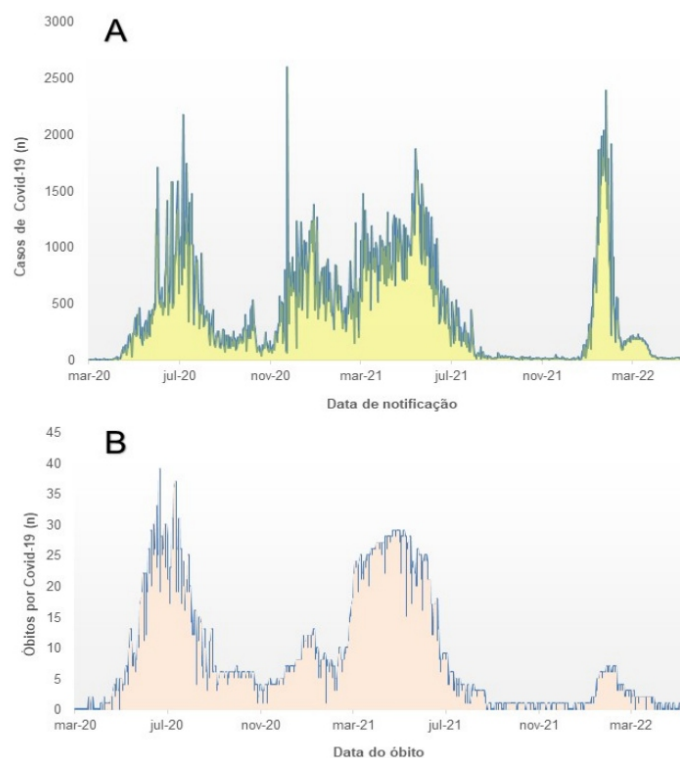 A
3000
2500
2000
1500
1000
500
0
Casos de Covid-19 (n)
mar-20 jul-20 nov-20 mar-21 jul-21 nov-21 mar-22
Data de notificação
B
45
40
35
30
25
20
15
10
5
0
Óbitos por Covid-19 (n)
mar-20 jul-20 nov-20 mar-21 jul-21 nov-21 mar-22
Data do óbito